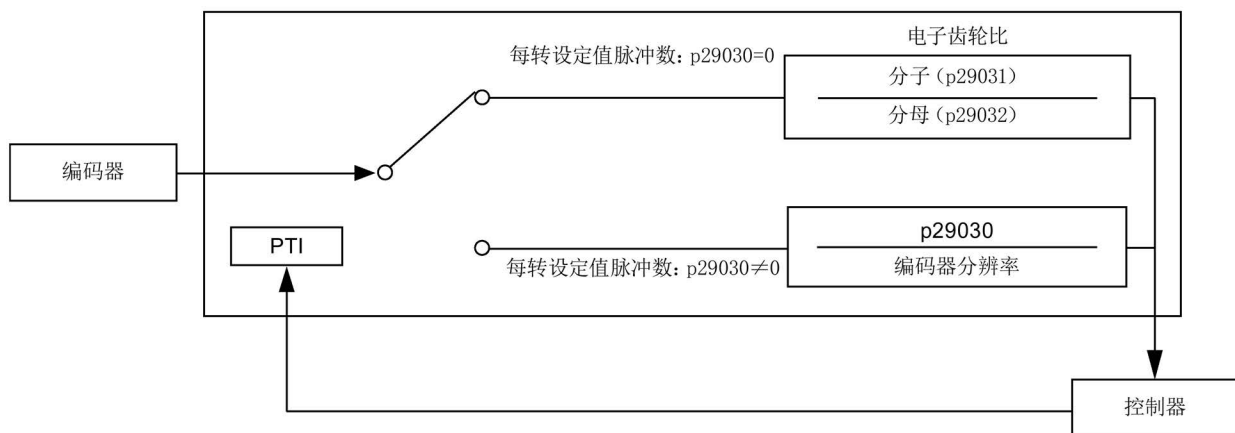 电子齿轮比
每转设定值脉冲数：p29030=0
分子（p29031）
分母（p29032）
编码器
PTI
p29030
每转设定值脉冲数：p29030≠0
编码器分辨率
控制器